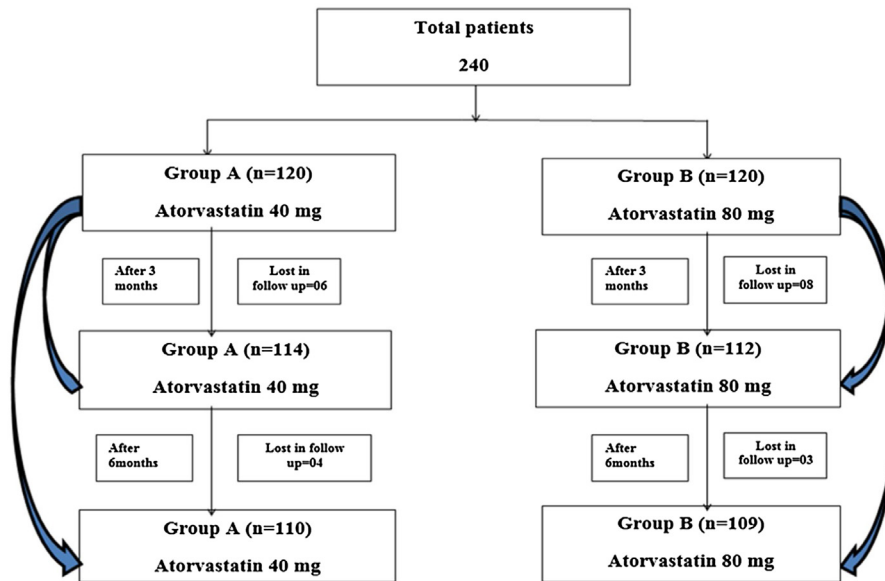 Total patients
240
Group A (n=120)
Atorvastatin 40 mg
Group B (n=120)
Atorvastatin 80 mg
After 3
months
Lost in
follow up=06
After 3
months
Lost in
follow up=08
Group A (n=114)
Atorvastatin 40 mg
Group B (n=112)
Atorvastatin 80 mg
After
6months
Lost in follow
up=04
After
6months
Lost in
follow up=03
Group A (n=110)
Atorvastatin 40 mg
Group B (n=109)
Atorvastatin 80 mg